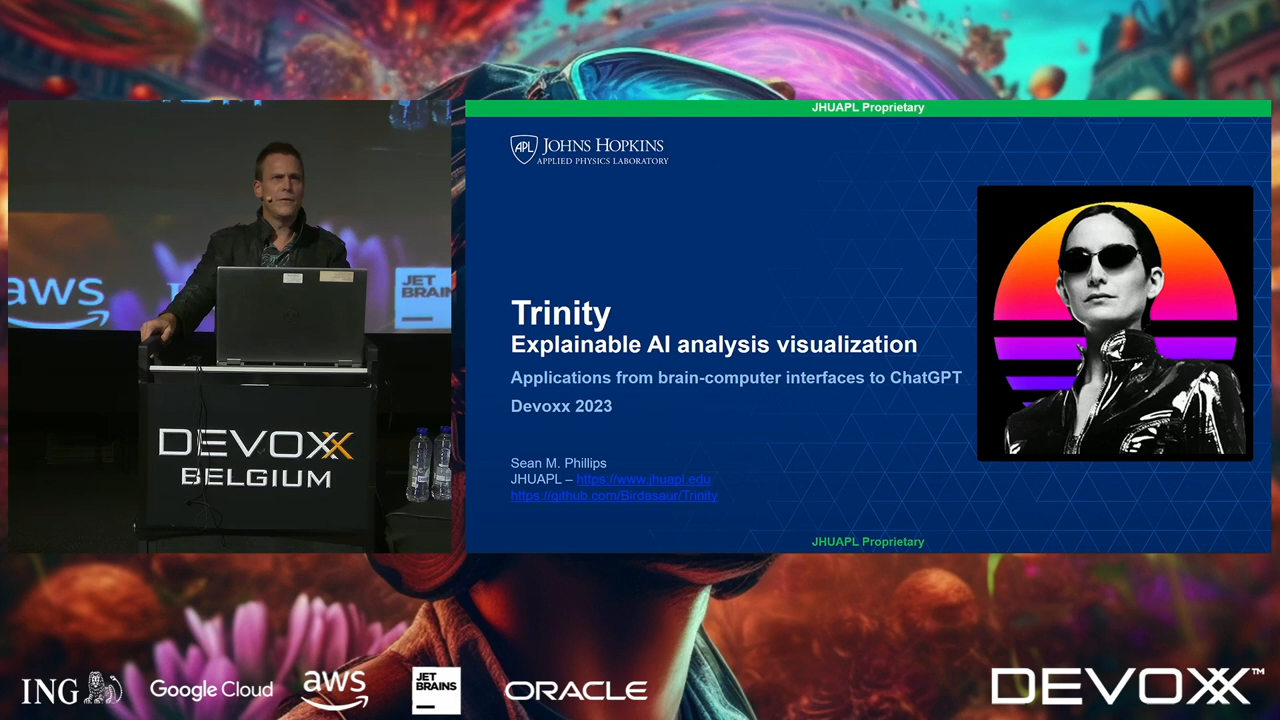 JHUAPL Proprietary
APL JOHNS HOPKINS
APPLIED PHYSICS LABORATORY
Trinity
Explainable AI analysis visualization
Applications from brain-computer interfaces to ChatGPT
Devoxx 2023
Sean M. Phillips
JHUAPL – https://www.jhuapl.edu
https://github.com/Birdasaur/Trinity
JHUAPL Proprietary
aws
JET
BRAIN
DEVOXX
BELGIUM
ING
Google Cloud
aws
JET
BRAINS
ORACLE
DEVOXX™